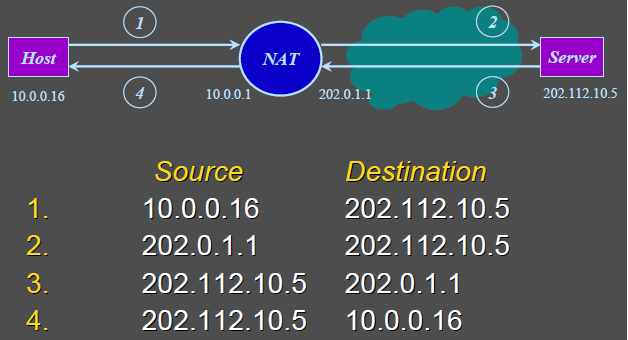 1 2
Host NAT Server
10.0.0.16 4 10.0.0.1 202.0.1.1 3 202.112.10.5
Source Destination
1. 10.0.0.16 202.112.10.5
2. 202.0.1.1 202.112.10.5
3. 202.112.10.5 202.0.1.1
4. 202.112.10.5 10.0.0.16